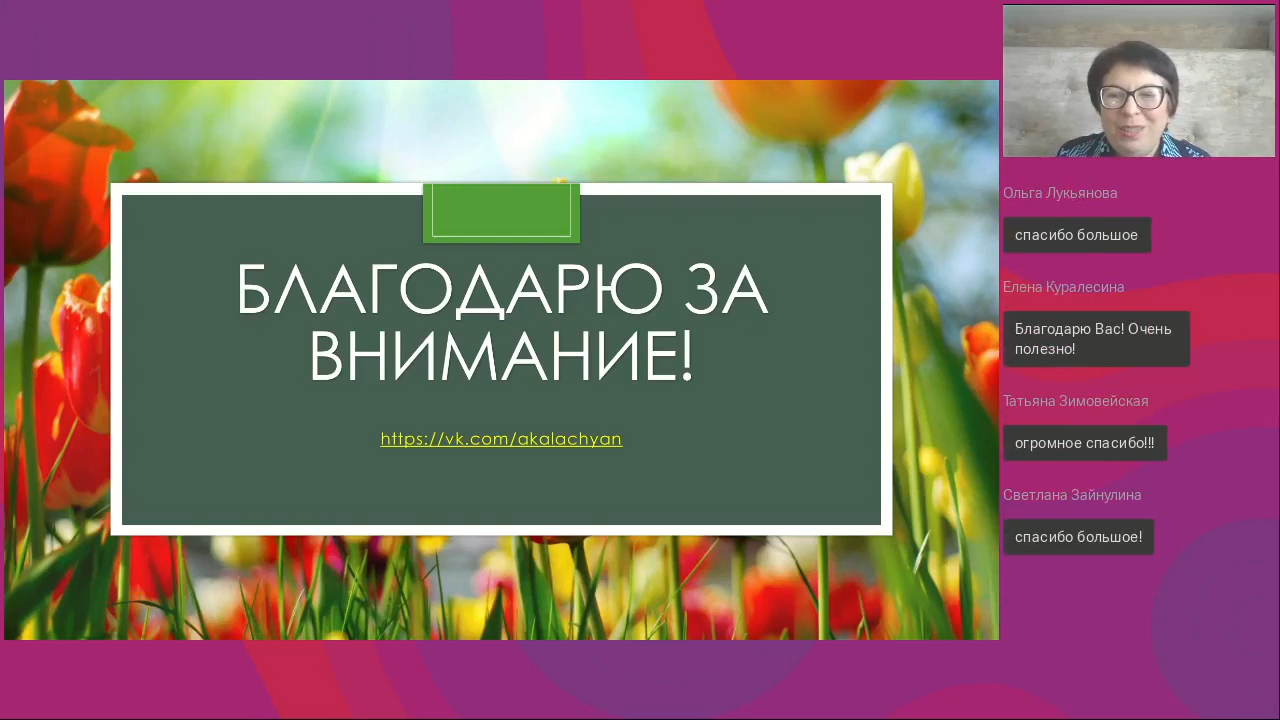 БЛАГОДАРЮ ЗА
ВНИМАНИЕ!
https://vk.com/akalachyan
Ольга Лукьянова
спасибо большое
Елена Куралесина
Благодарю Вас! Очень
полезно!
Татьяна Зимовейская
огромное спасибо!!!
Светлана Зайнулина
спасибо большое!